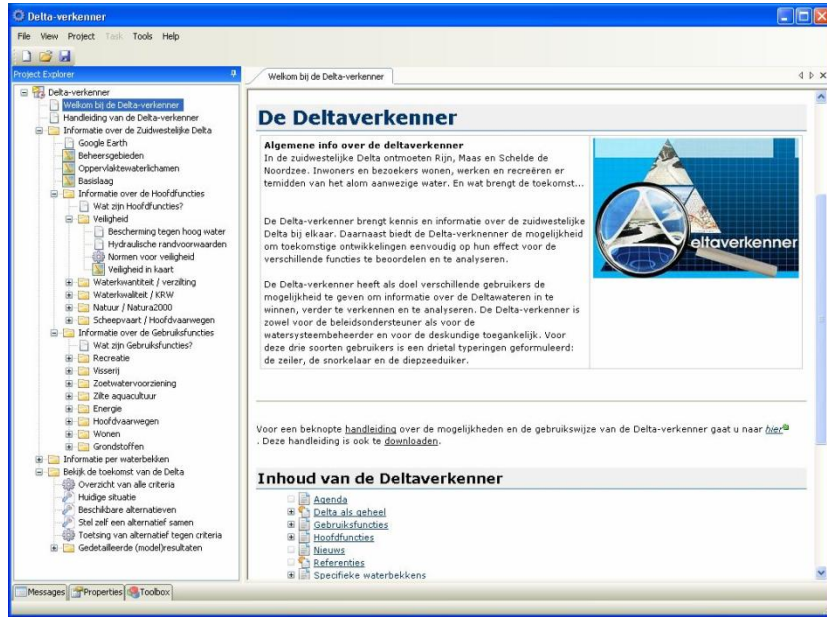 Delta-verkenner
File View Project Task Tools Help
Project Explorer
Delta-verkenner
Welkom bij de Delta-verkenner
Handleiding van de Delta-verkenner
Informatie over de Zuidwestelijke Delta
Google Earth
Beheersgebieden
Oppervlaktewaterlichamen
Basislaag
Informatie over de Hoofdfuncties
Wat zijn Hoofdfuncties?
Veiligheid
Bescherming tegen hoog water
Hydraulische randvoorwaarden
Normen voor veiligheid
Veiligheid in kaart
Waterkwantiteit / verzilting
Waterkwaliteit / KRW
Natuur / Natura2000
Scheepvaart / Hoofdvaarwegen
Informatie over de Gebruiksfuncties
Wat zijn Gebruiksfuncties?
Recreatie
Visserij
Zoetwatervoorziening
Zilte aquacultuur
Energie
Hoofdvaarwegen
Wonen
Grondstoffen
Informatie per waterbekken
Bekijk de toekomst van de Delta
Overzicht van alle criteria
Huidige situatie
Beschikbare alternatieven
Stel zelf een alternatief samen
Toetsing van alternatief tegen criteria
Gedetailleerde (model)resultaten
Welkom bij de Delta-verkenner
De Deltaverkenner
Algemene info over de deltaverkenner
In de zuidwestelijke Delta ontmoeten Rijn, Maas en Schelde de
Noordzee. Inwoners en bezoekers wonen, werken en recreëren er
temidden van het alom aanwezige water. En wat brengt de toekomst...
De Delta-verkenner brengt kennis en informatie over de zuidwestelijke
Delta bij elkaar. Daarnaast biedt de Delta-verknenner de mogelijkheid
om toekomstige ontwikkelingen eenvoudig op hun effect voor de
verschillende functies te beoordelen en te analyseren.
De Delta-verkenner heeft als doel verschillende gebruikers de
mogelijkheid te geven om informatie over de Deltawateren in te
winnen, verder te verkennen en te analyseren. De Delta-verkenner is
zowel voor de beleidsondersteuner als voor de
watersysteembeheerder en voor de deskundige toegankelijk. Voor
deze drie soorten gebruikers is een drietal typeringen geformuleerd:
de zeiler, de snorkelaar en de diepzeeduiker.
eltaverkenner
Voor een beknopte handleiding over de mogelijkheden en de gebruikswijze van de Delta-verkenner gaat u naar hier
. Deze handleiding is ook te downloaden.
Inhoud van de Deltaverkenner
Agenda
Delta als geheel
Gebruiksfuncties
Hoofdfuncties
Nieuws
Referenties
Specifieke waterbekkens
Messages Properties Toolbox